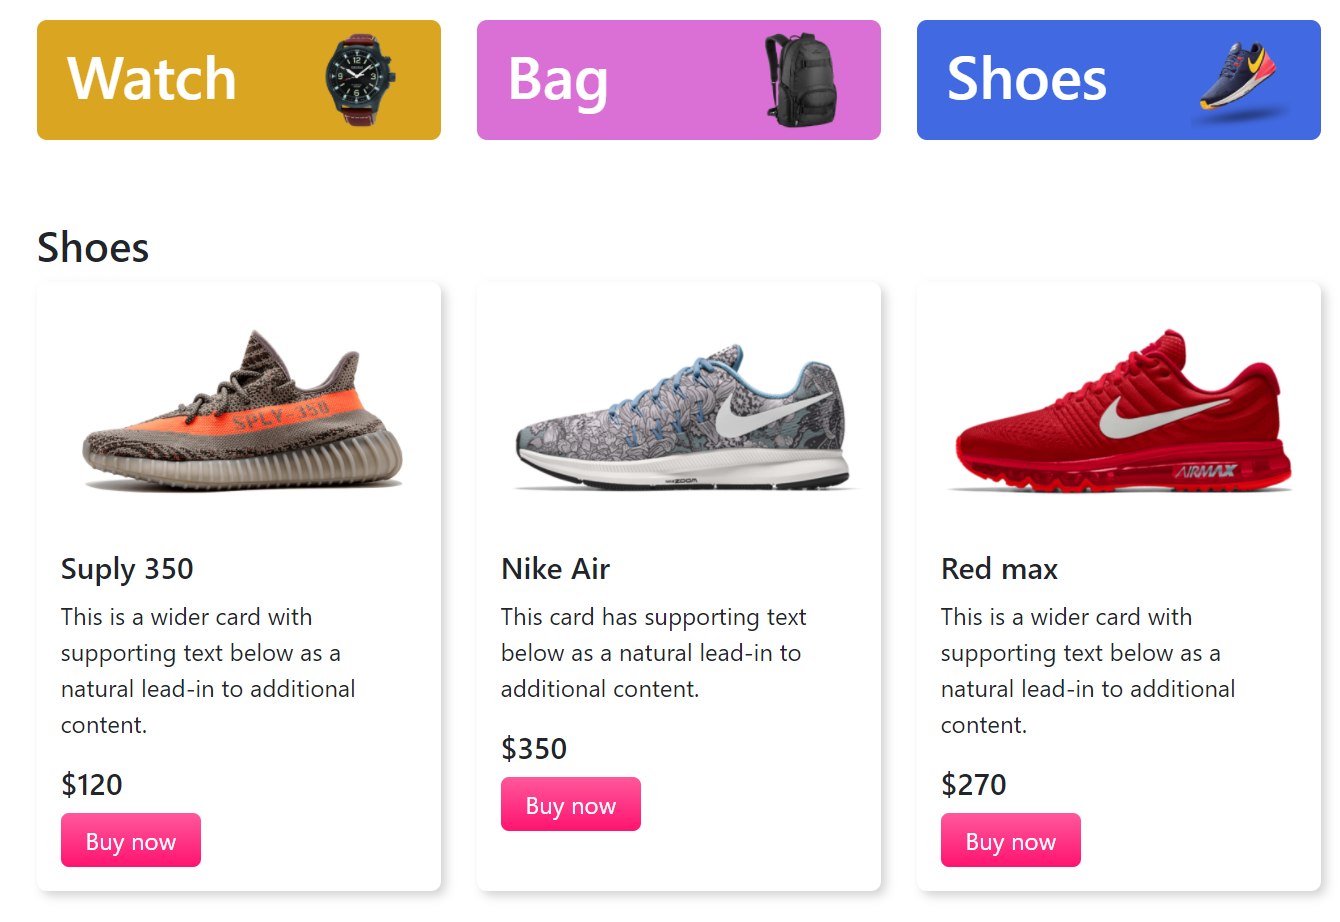 Watch
Bag
Shoes
Shoes
SPLY-350
ZOOM
AIRMAX
Suply 350
This is a wider card with
supporting text below as a
natural lead-in to additional
content.
$120
Buy now
Nike Air
This card has supporting text
below as a natural lead-in to
additional content.
$350
Buy now
Red max
This is a wider card with
supporting text below as a
natural lead-in to additional
content.
$270
Buy now